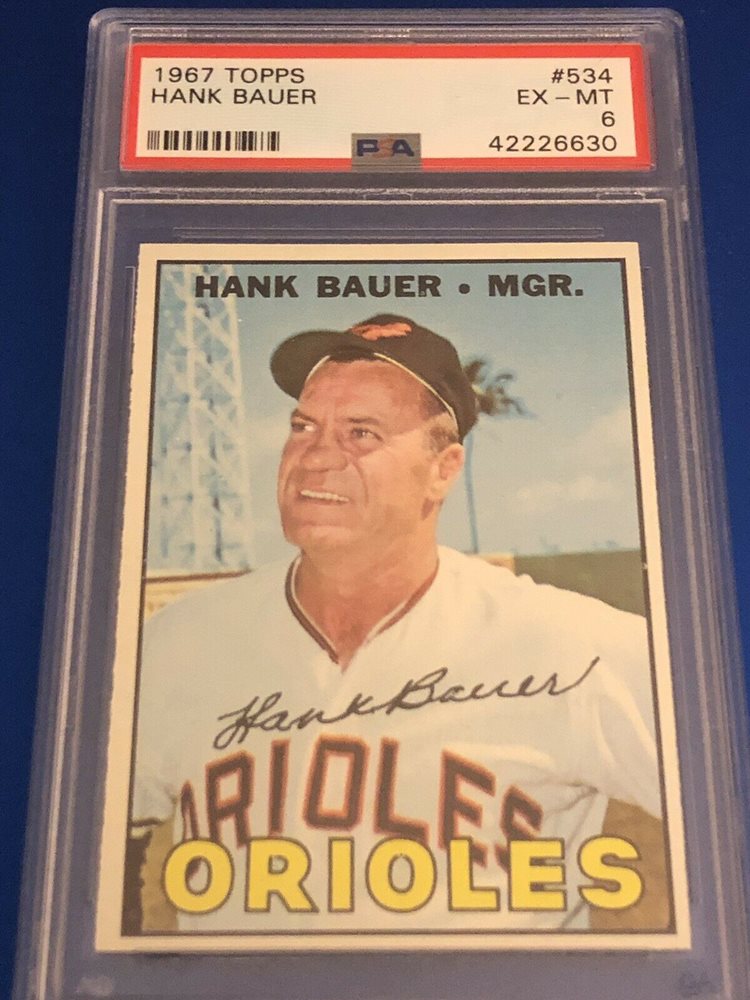 1967 TOPPS #534
HANK BAUER EX - MT
6
PSA 42226630
HANK BAUER • MGR.
Hank Bauer
ORIOLES
ORIOLES